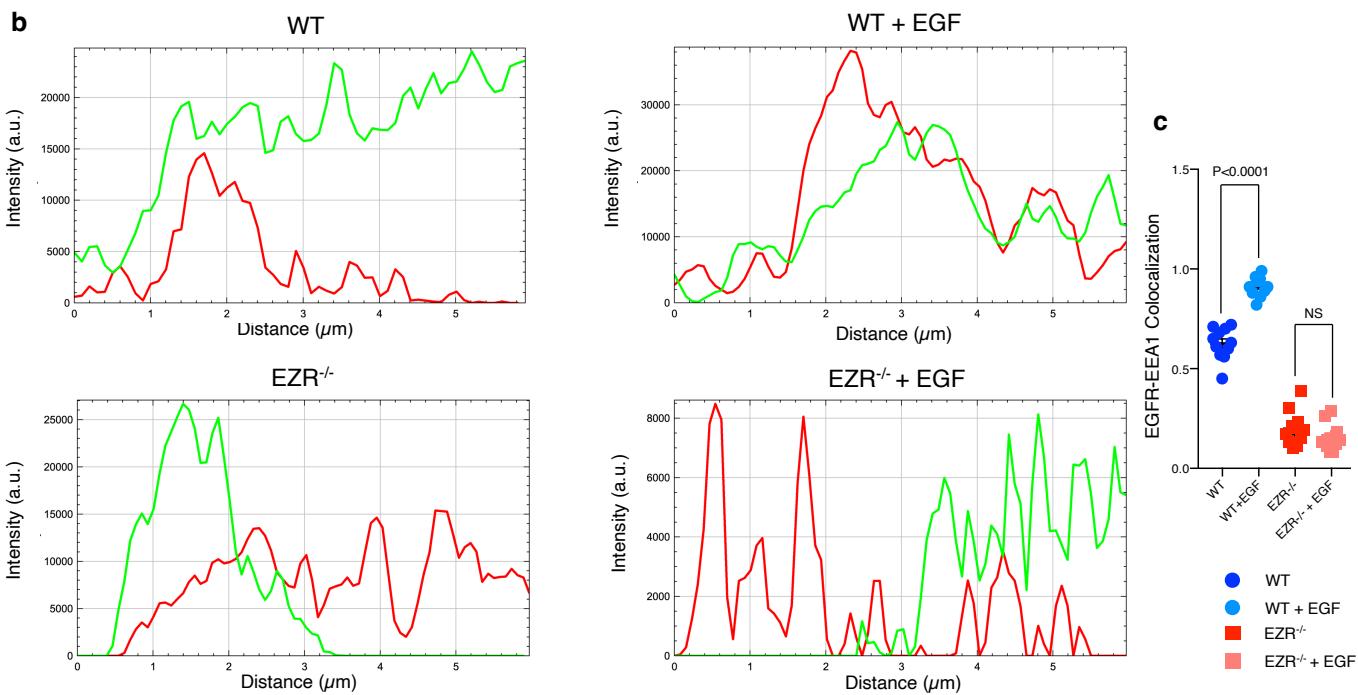 b
WT
Intensity (a.u.)
20000
15000
10000
5000
0
0 1 2 3 4 5
Distance (µm)
WT + EGF
Intensity (a.u.)
30000
20000
10000
0
0 1 2 3 4 5
Distance (µm)
EZR-/-
Intensity (a.u.)
25000
20000
15000
10000
5000
0
0 1 2 3 4 5
Distance (µm)
EZR-/- + EGF
Intensity (a.u.)
8000
6000
4000
2000
0
0 1 2 3 4 5
Distance (µm)
c
EGFR-EEA1 Colocalization
1.5
1.0
0.5
0.0
P<0.0001
NS
WT
WT+EGF
EZR-/-
EZR-/- + EGF
WT
WT + EGF
EZR-/-
EZR-/- + EGF